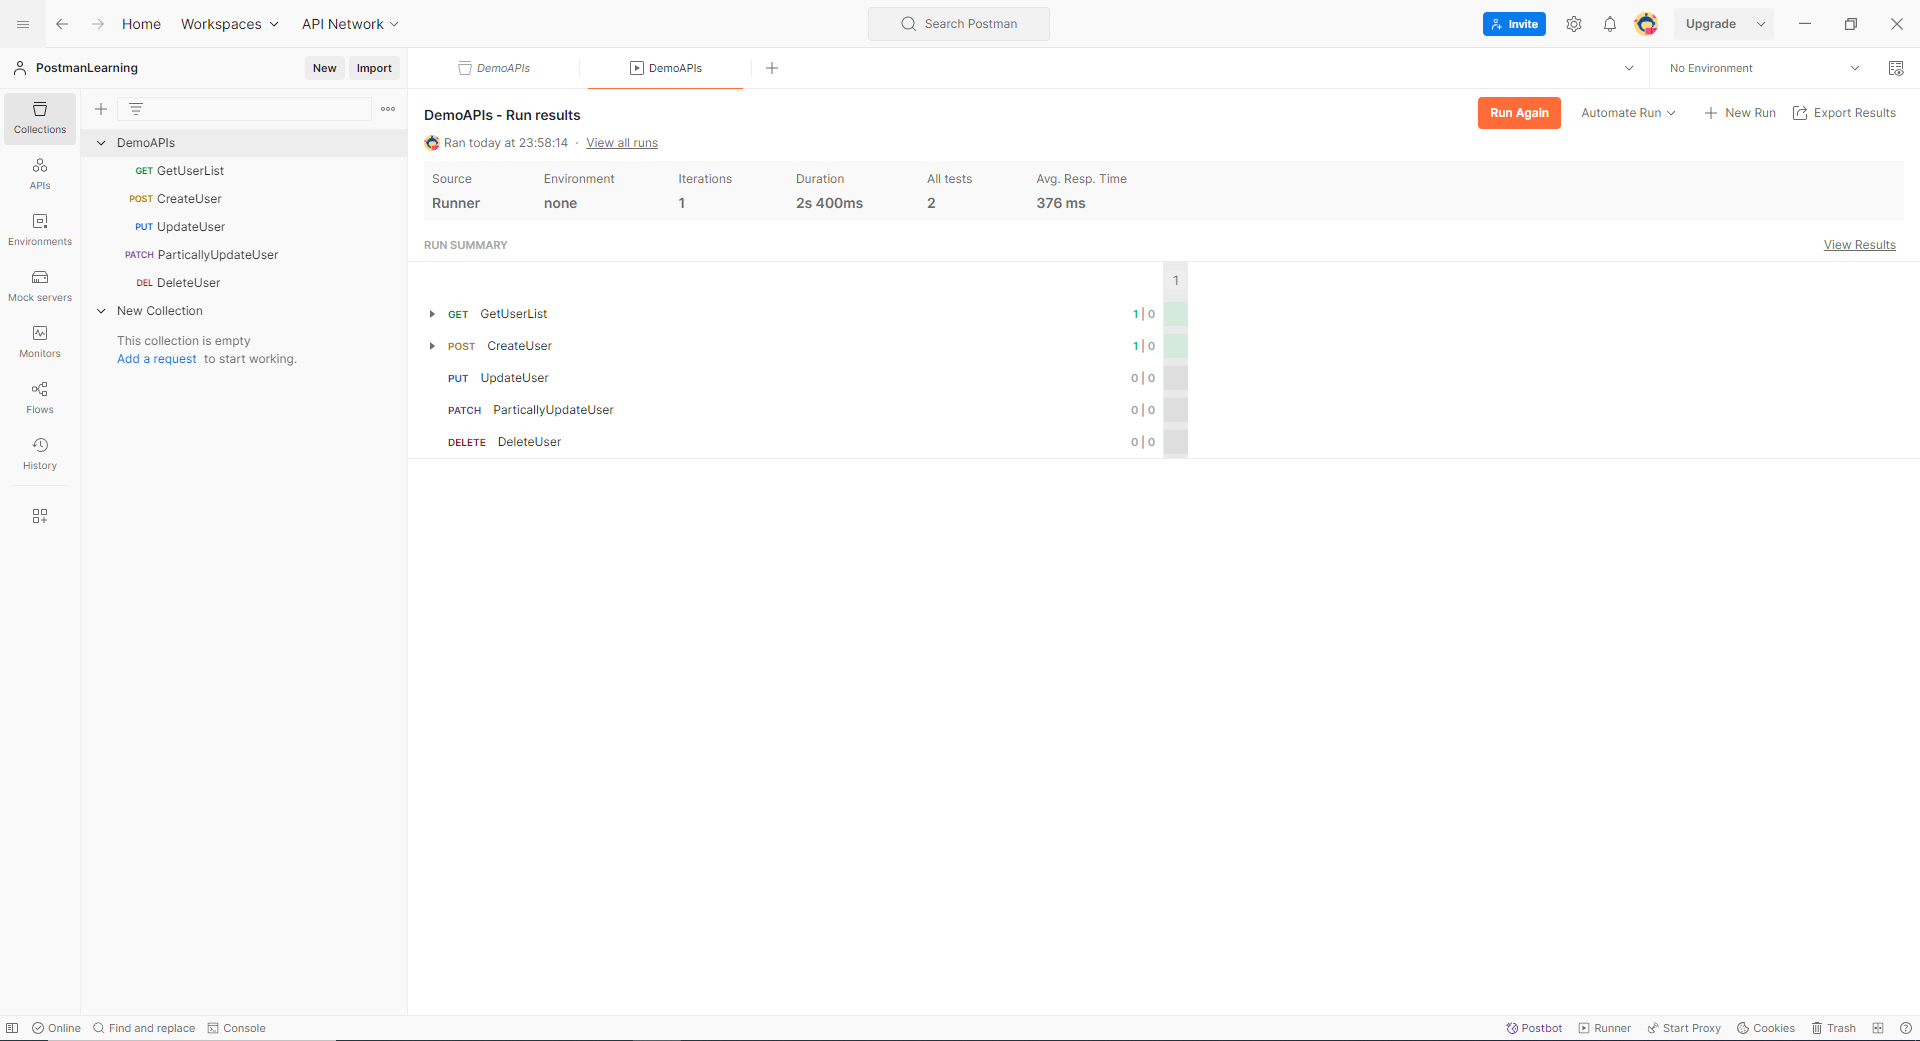 Home
Workspaces
API Network
Search Postman
Invite
Upgrade
PostmanLearning
New
Import
DemoAPIs
DemoAPIs
No Environment
Collections
APIs
Environments
Mock servers
Monitors
Flows
History
DemoAPIs
GET GetUserList
POST CreateUser
PUT UpdateUser
PATCH ParticallyUpdateUser
DEL DeleteUser
New Collection
This collection is empty
Add a request to start working.
DemoAPIs - Run results
Run Again
Automate Run
New Run
Export Results
Ran today at 23:58:14 · View all runs
Source Environment Iterations Duration All tests Avg. Resp. Time
Runner none 1 2s 400ms 2 376 ms
RUN SUMMARY
View Results
1
GET GetUserList 1 | 0
POST CreateUser 1 | 0
PUT UpdateUser 0 | 0
PATCH ParticallyUpdateUser 0 | 0
DELETE DeleteUser 0 | 0
Online
Find and replace
Console
Postbot
Runner
Start Proxy
Cookies
Trash